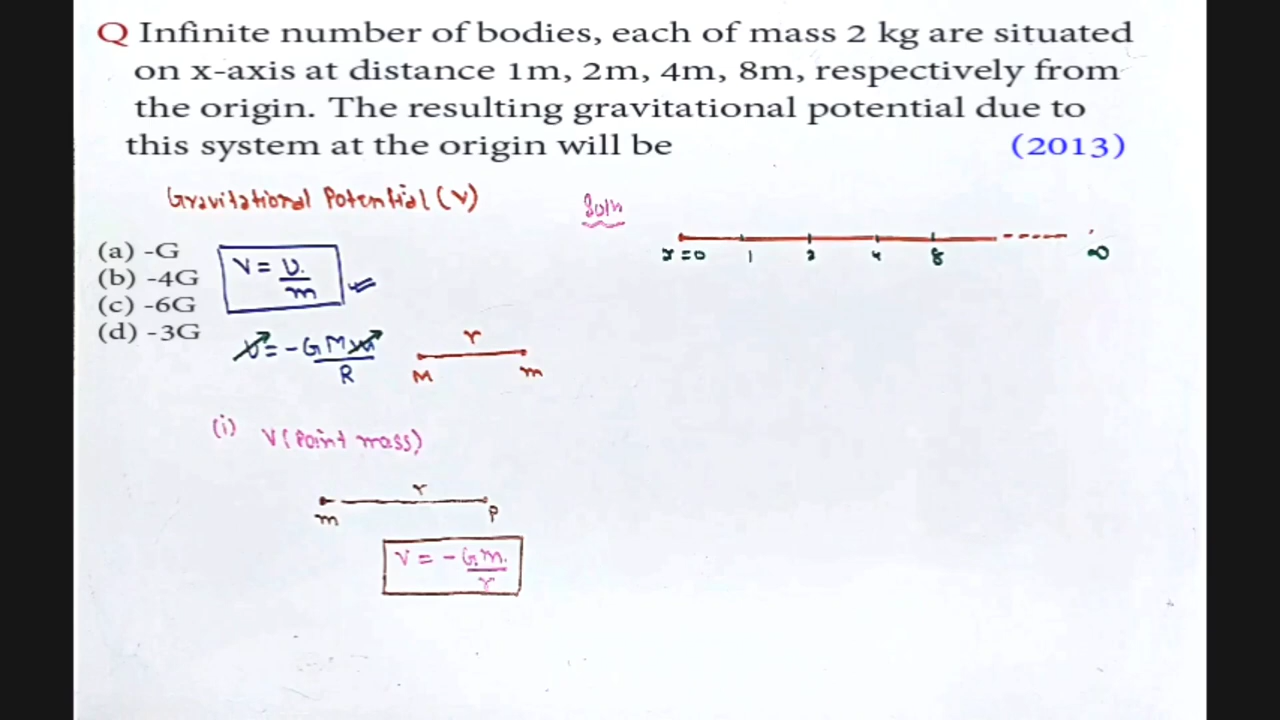 Q Infinite number of bodies, each of mass 2 kg are situated
on x-axis at distance 1m, 2m, 4m, 8m, respectively from
the origin. The resulting gravitational potential due to
this system at the origin will be (2013)
Gravitational Potential (V)
Soln
x=0 1 2 4 8 ∞
(a) -G
(b) -4G
(c) -6G
(d) -3G
V = U/m
U = -GMm/R
r
M m
(i) V (Point mass)
r
m P
V = -Gm/r